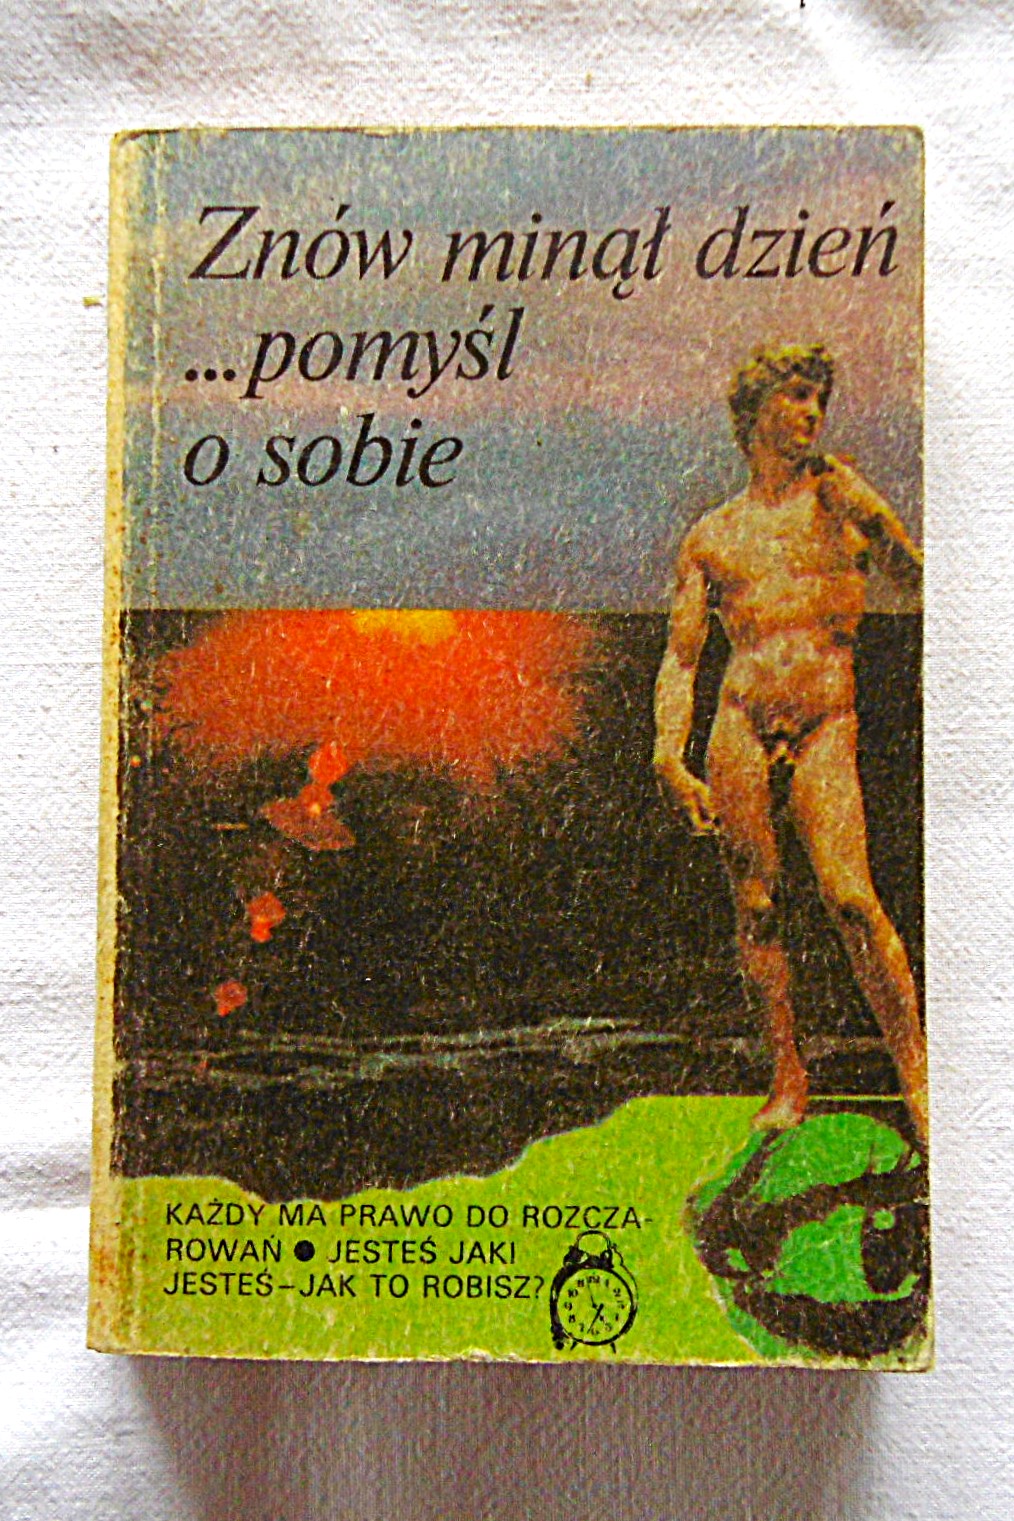 Znów minął dzień
...pomyśl
o sobie
KAŻDY MA PRAWO DO ROZCZA-
ROWAŃ ● JESTEŚ JAKI
JESTEŚ–JAK TO ROBISZ?